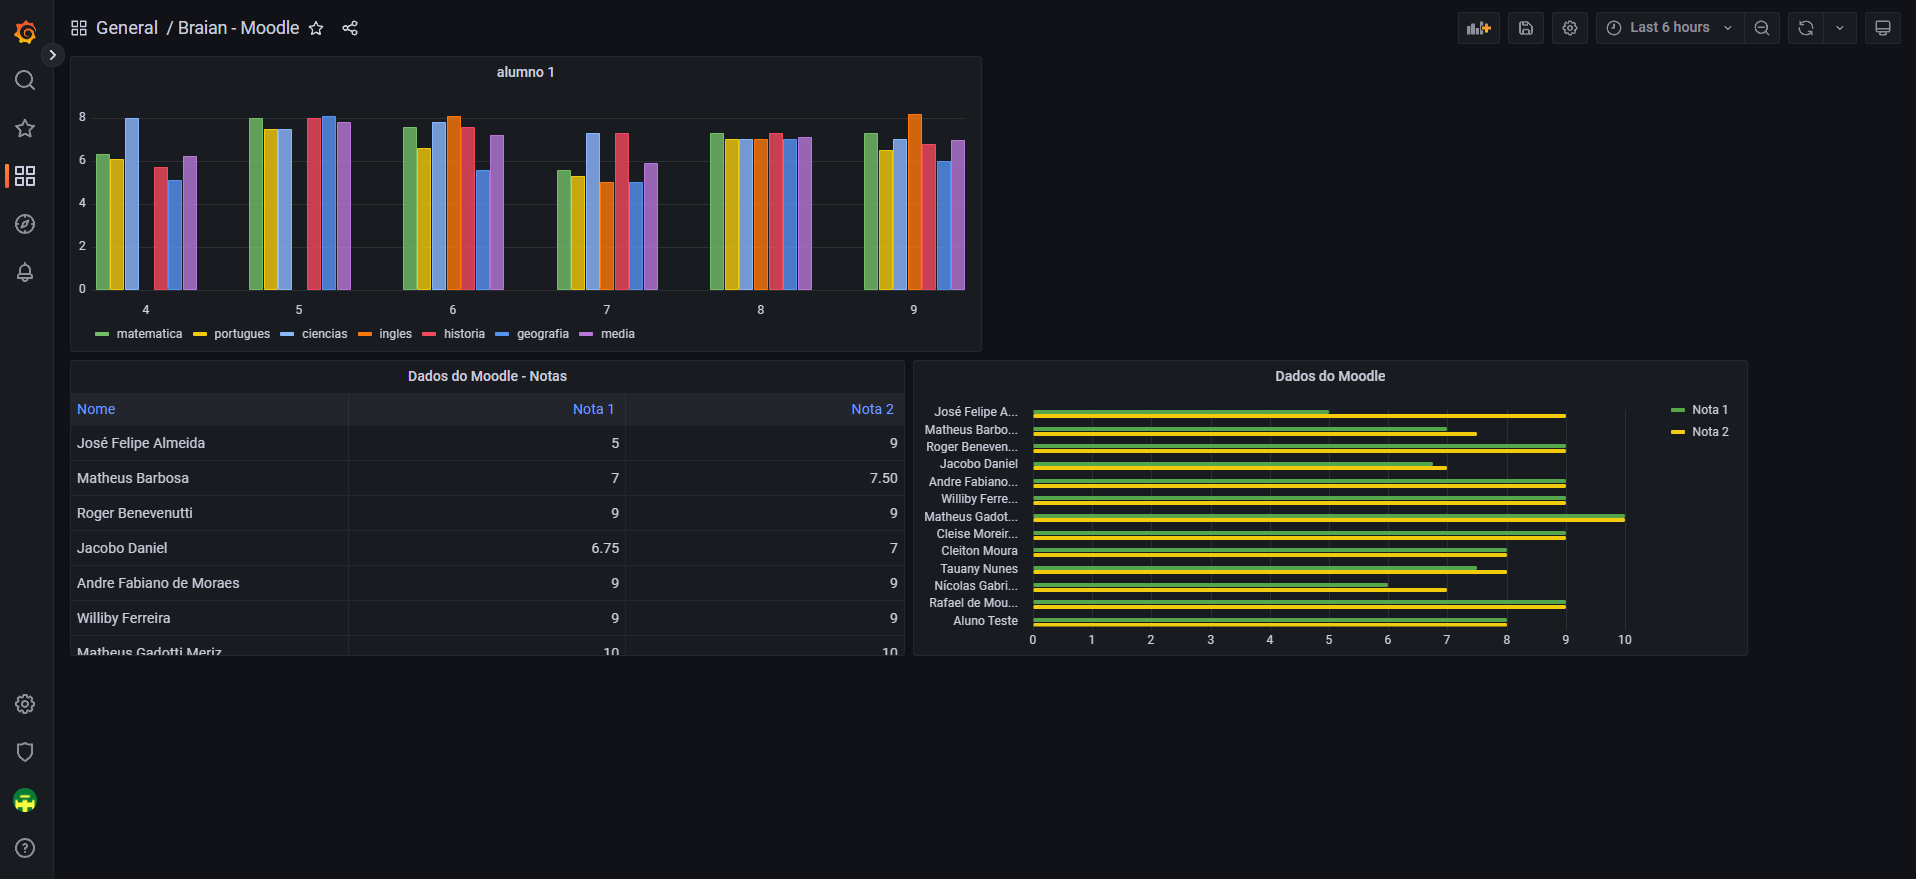 General / Braian - Moodle
Last 6 hours
alumno 1
8
6
4
2
0
4 5 6 7 8 9
matematica portugues ciencias ingles historia geografia media
Dados do Moodle - Notas
Nome Nota 1 Nota 2
José Felipe Almeida 5 9
Matheus Barbosa 7 7.50
Roger Benevenutti 9 9
Jacobo Daniel 6.75 7
Andre Fabiano de Moraes 9 9
Williby Ferreira 9 9
Matheus Gadotti Meriz 10 10
Dados do Moodle
José Felipe A...
Matheus Barbo...
Roger Beneven...
Jacobo Daniel
Andre Fabiano...
Williby Ferre...
Matheus Gadot...
Cleise Moreir...
Cleiton Moura
Tauany Nunes
Nícolas Gabri...
Rafael de Mou...
Aluno Teste
0 1 2 3 4 5 6 7 8 9 10
Nota 1
Nota 2